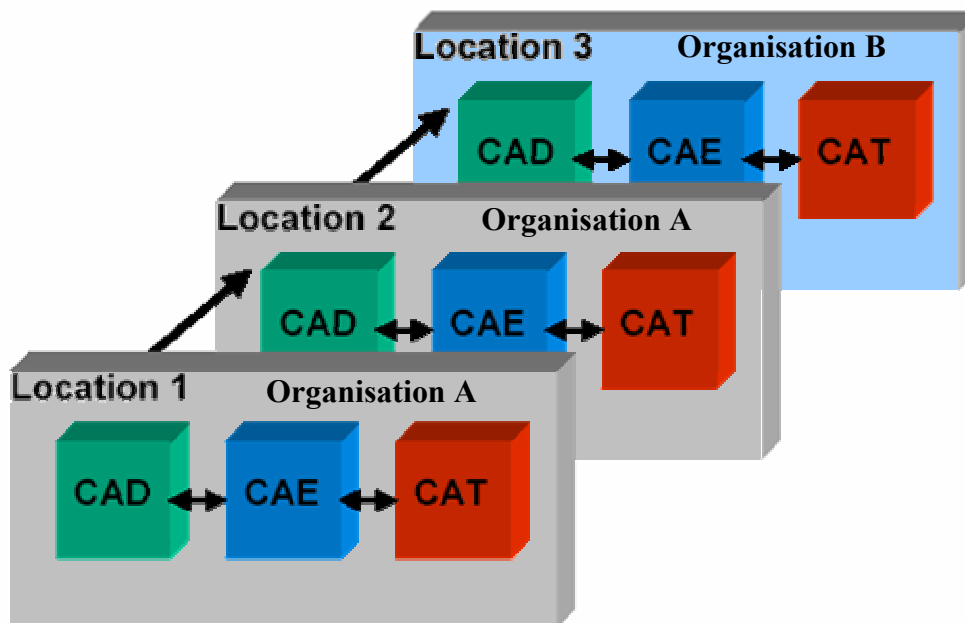 Location 3 Organisation B
CAD CAE CAT
Location 2 Organisation A
CAD CAE CAT
Location 1 Organisation A
CAD CAE CAT